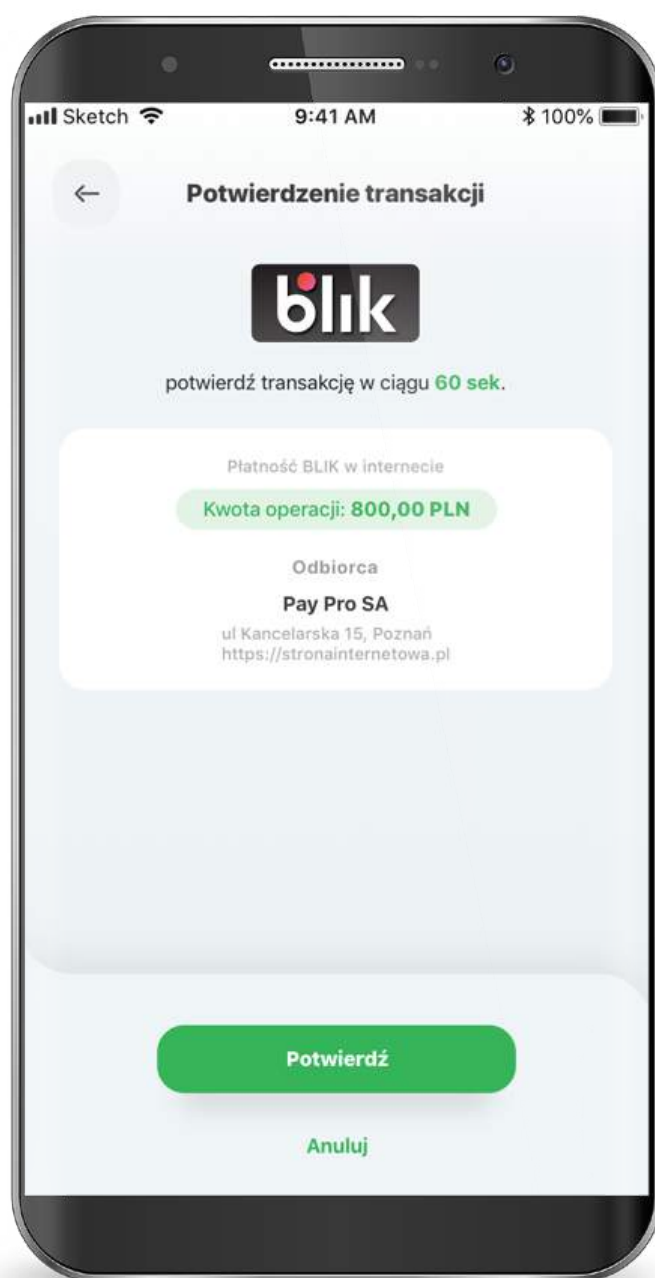 Sketch 9:41 AM 100%
Potwierdzenie transakcji
blik
potwierdź transakcję w ciągu 60 sek.
Płatność BLIK w internecie
Kwota operacji: 800,00 PLN
Odbiorca
Pay Pro SA
ul Kancelarska 15, Poznań
https://stronainternetowa.pl
Potwierdź
Anuluj